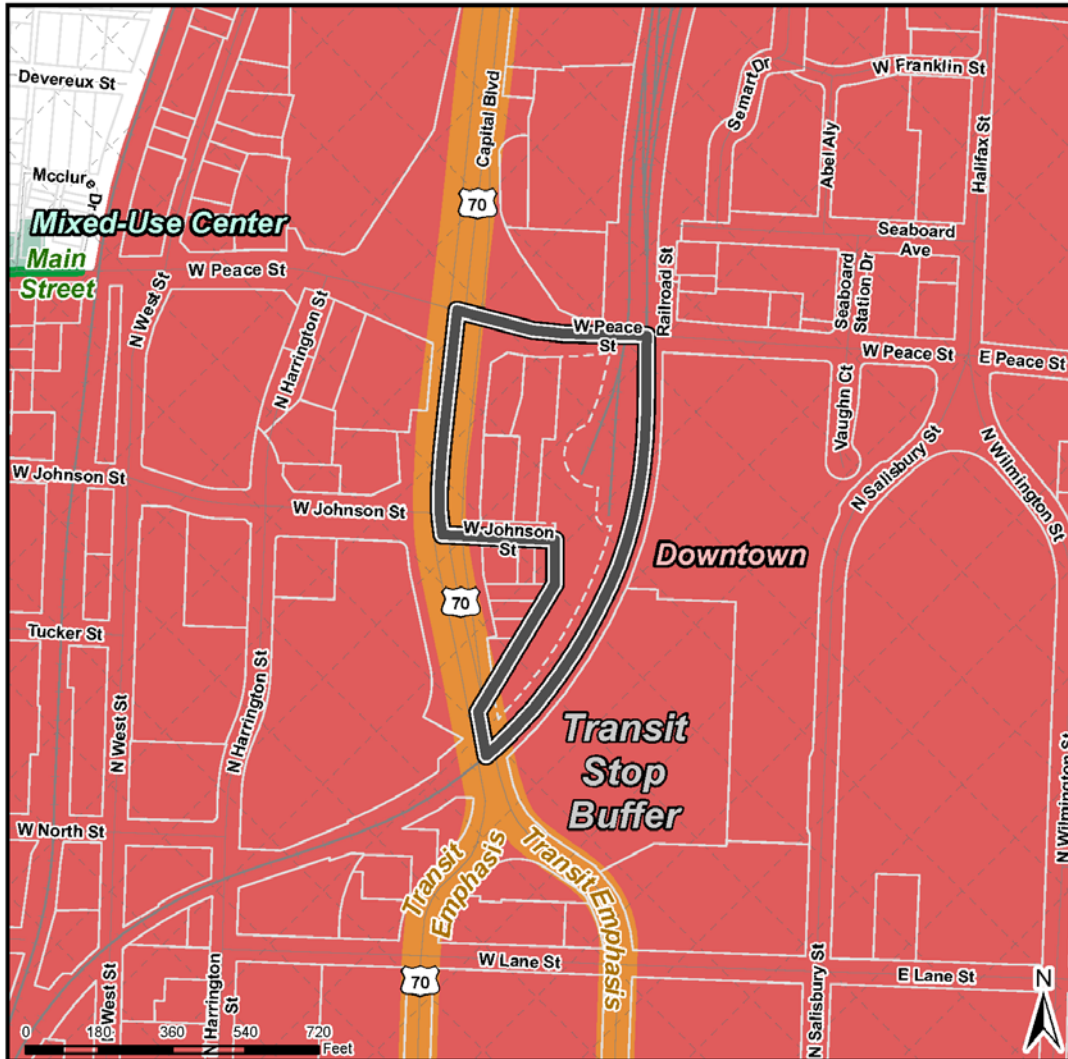 Devereux St
Capital Blvd
Semart Dr
W Franklin St
Abel Aly
Halifax St
Mcclure Dr
70
Mixed-Use Center
Main
Street
W Peace St
N West St
Seaboard
Ave
Seaboard
Station Dr
Railroad St
N Harrington St
W Peace
St
W Peace St
E Peace St
Vaughn Ct
N Salisbury St
N Wilmington St
W Johnson St
W Johnson St
W Johnson
St
Downtown
70
Tucker St
N West St
N Harrington St
Transit
Stop
Buffer
N Wilmington St
W North St
Transit
Emphasis
Transit Emphasis
W Lane St
E Lane St
70
N West St
N Harrington
St
N Salisbury St
N
0 180 360 540 720
Feet